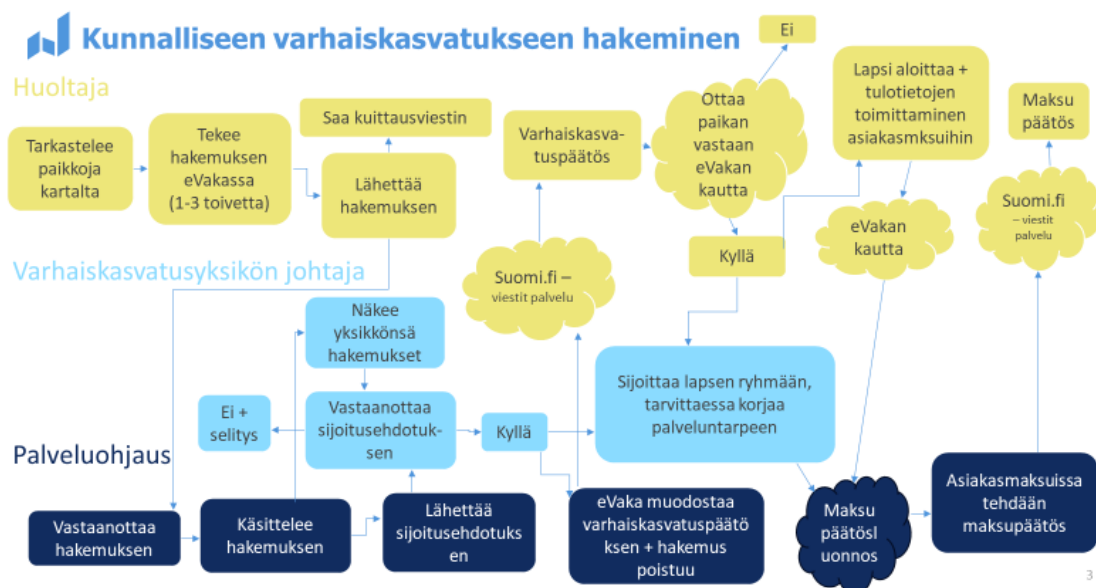 Kunnalliseen varhaiskasvatukseen hakeminen
Ei
Huoltaja
Tarkastelee
paikkoja
kartalta
Tekee
hakemuksen
eVakassa
(1-3 toivetta)
Saa kuittausviestin
Lähettää
hakemuksen
Varhaiskasva-
tuspäätös
Ottaa
paikan
vastaan
eVakan
kautta
Kyllä
Lapsi aloittaa +
tulotietojen
toimittaminen
asiakasmksuihin
eVakan
kautta
Maksu
päätös
Suomi.fi
– viestit
palvelu
Varhaiskasvatusyksikön johtaja
Suomi.fi –
viestit palvelu
Näkee
yksikkönsä
hakemukset
Ei +
selitys
Vastaanottaa
sijoitusehdotuk-
sen
Kyllä
Sijoittaa lapsen ryhmään,
tarvittaessa korjaa
palveluntarpeen
Palveluohjaus
Vastaanottaa
hakemuksen
Käsittelee
hakemuksen
Lähettää
sijoitusehdotuks
en
eVaka muodostaa
varhaiskasvatuspäätö
ksen + hakemus
poistuu
Maksu
päätösl
uonnos
Asiakasmaksuissa
tehdään
maksupäätös
3